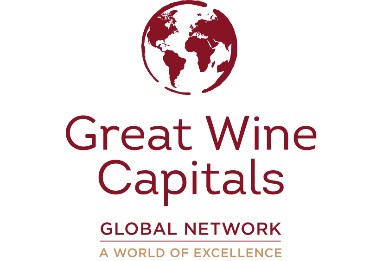 Great Wine
Capitals
GLOBAL NETWORK
A WORLD OF EXCELLENCE